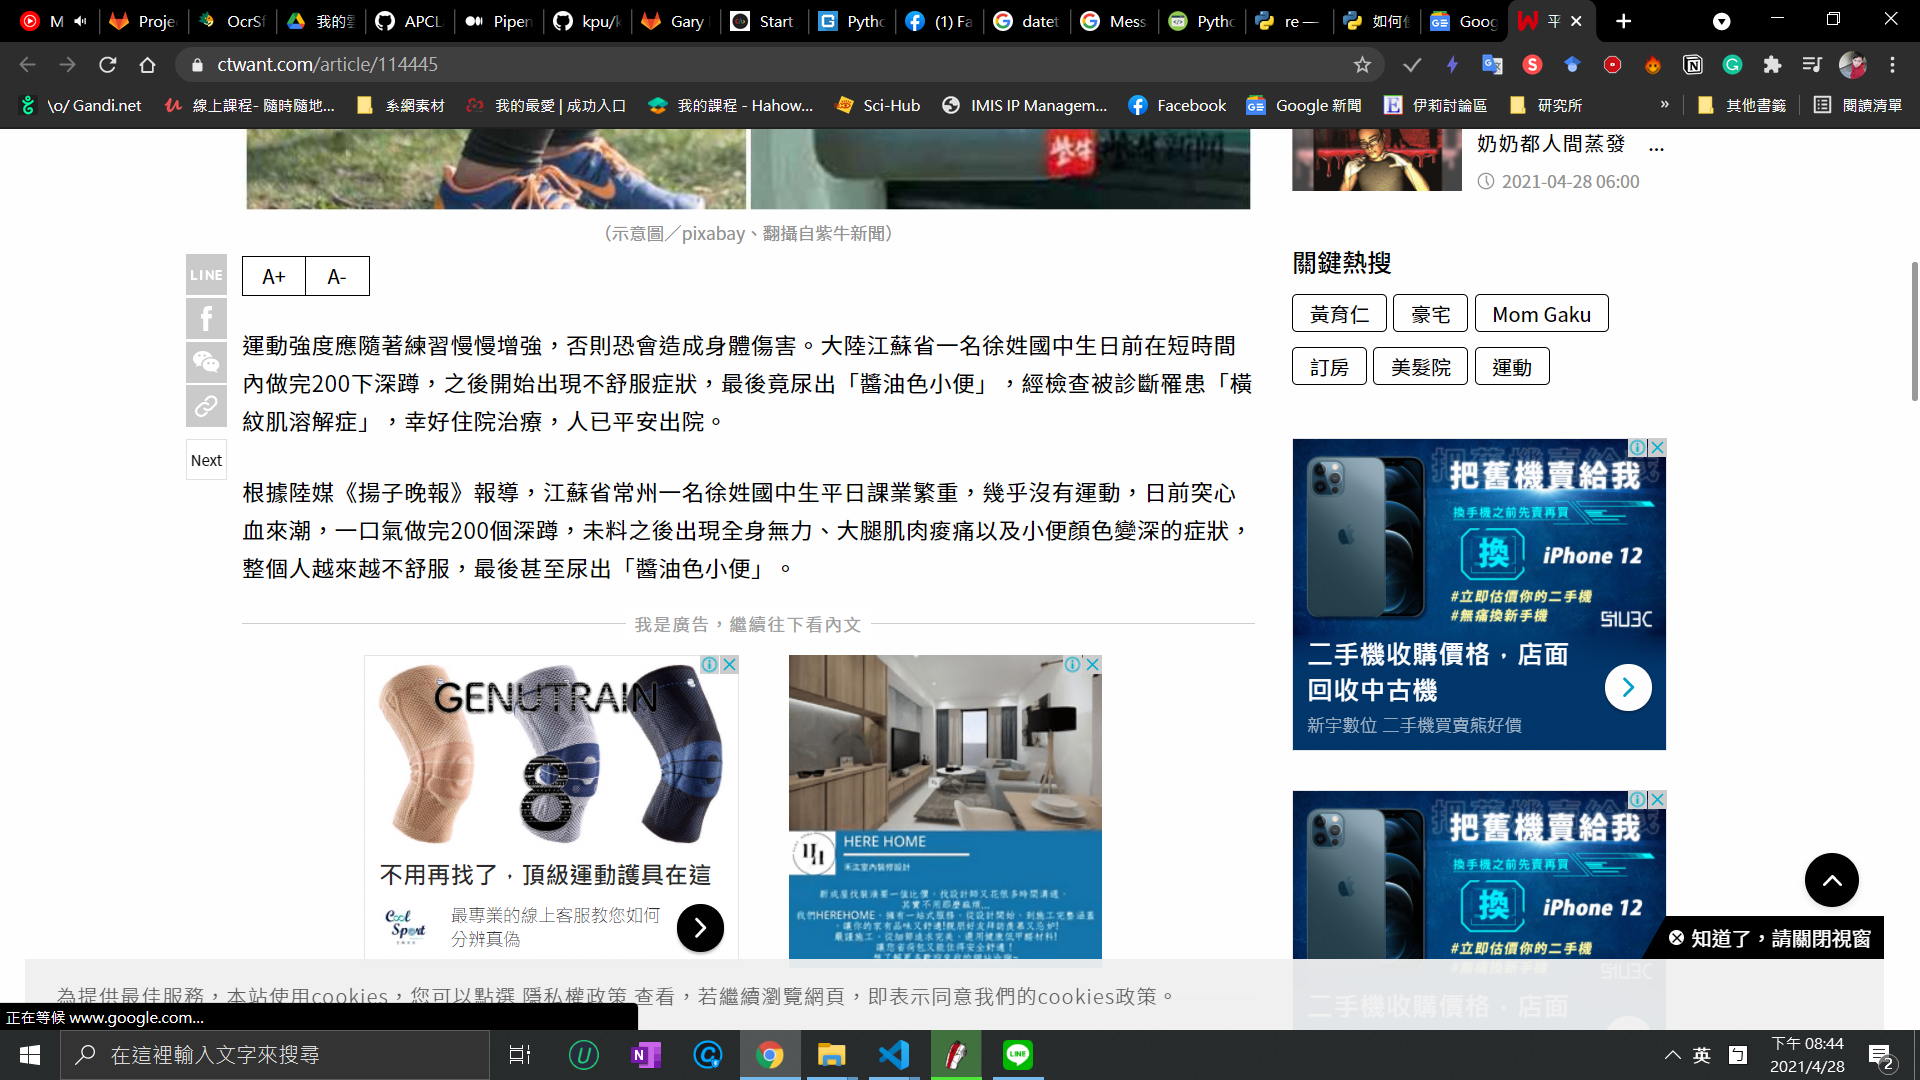 M
Proje
OcrSf
我的雲
APCL
Pipen
kpu/k
Gary
Start
Pytho
(1) Fa
datet
Mess
Pytho
re —
如何使
Goog
平
ctwant.com/article/114445
\o/ Gandi.net
線上課程- 隨時隨地...
系網素材
我的最愛 | 成功入口
我的課程 - Hahow...
Sci-Hub
IMIS IP Managem...
Facebook
Google 新聞
伊莉討論區
研究所
»
其他書籤
閱讀清單
奶奶都人間蒸發 ...
2021-04-28 06:00
（示意圖／pixabay、翻攝自紫牛新聞）
LINE
A+
A-
關鍵熱搜
黃育仁
豪宅
Mom Gaku
訂房
美髮院
運動
Next
運動強度應隨著練習慢慢增強，否則恐會造成身體傷害。大陸江蘇省一名徐姓國中生日前在短時間
內做完200下深蹲，之後開始出現不舒服症狀，最後竟尿出「醬油色小便」，經檢查被診斷罹患「橫
紋肌溶解症」，幸好住院治療，人已平安出院。
根據陸媒《揚子晚報》報導，江蘇省常州一名徐姓國中生平日課業繁重，幾乎沒有運動，日前突心
血來潮，一口氣做完200個深蹲，未料之後出現全身無力、大腿肌肉痠痛以及小便顏色變深的症狀，
整個人越來越不舒服，最後甚至尿出「醬油色小便」。
我是廣告，繼續往下看內文
GENUTRAIN
8
不用再找了，頂級運動護具在這
Cool Sport
最專業的線上客服教您如何
分辨真偽
HERE HOME
禾泫室內裝修設計
把舊機賣給我
換手機之前先賣再買
換
iPhone 12
#立即估價你的二手機
#無痛換新手機
SIU3C
二手機收購價格，店面
回收中古機
新宇數位 二手機買賣熊好價
把舊機賣給我
換手機之前先賣再買
換
iPhone 12
#立即估價你的二手機
SIU3C
二手機收購價格，店面
知道了，請關閉視窗
為提供最佳服務，本站使用cookies，您可以點選 隱私權政策 查看，若繼續瀏覽網頁，即表示同意我們的cookies政策。
正在等候 www.google.com...
在這裡輸入文字來搜尋
LINE
英
下午 08:44
2021/4/28
2